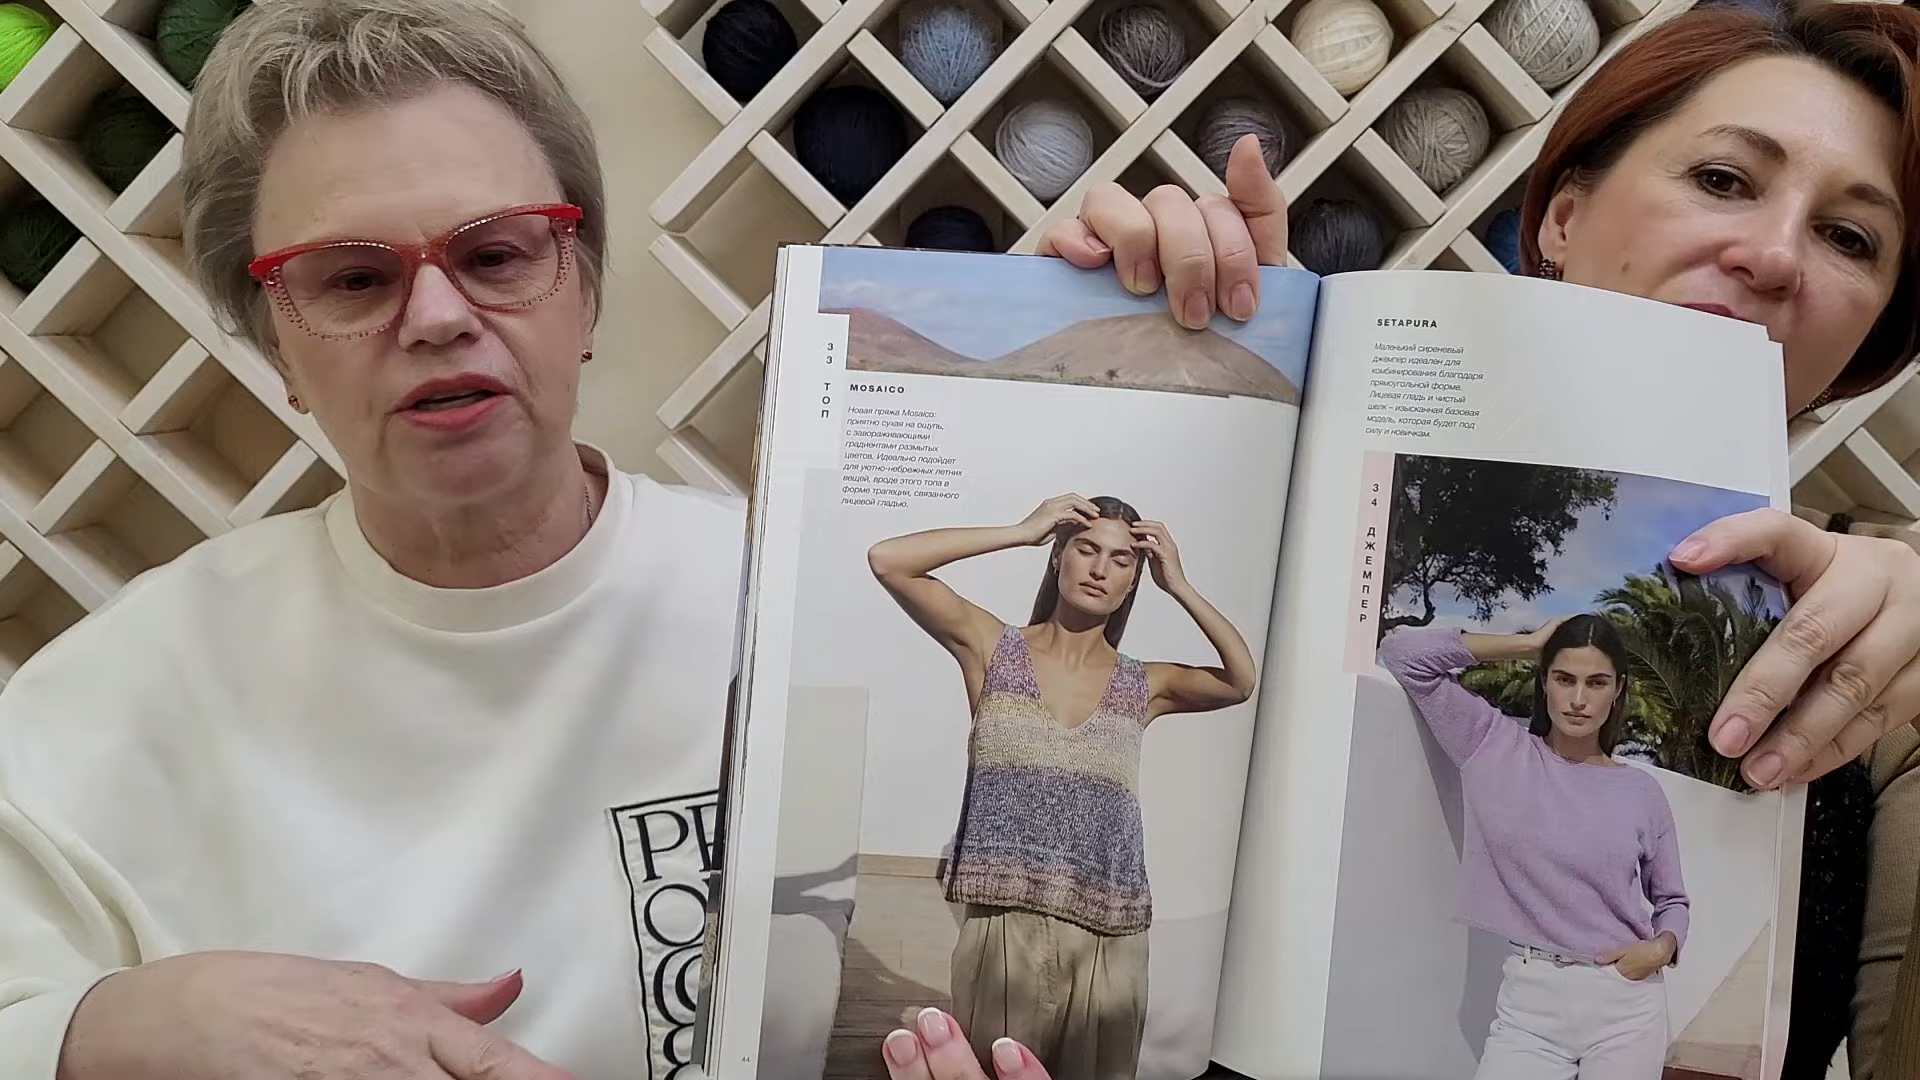 33 ТОП
MOSAICO
Новая пряжа Mosaico:
приятно сухая на ощупь,
с завораживающими
градиентами размытых
цветов. Идеально подойдет
для уютно-небрежных летних
вещей, вроде этого топа в
форме трапеции, связанного
лицевой гладью.
44
SETAPURA
Маленький сиреневый
джемпер идеален для
комбинирования благодаря
прямоугольной форме.
Лицевая гладь и чистый
шелк – изысканная базовая
модель, которая будет под
силу и новичкам.
34 ДЖЕМПЕР